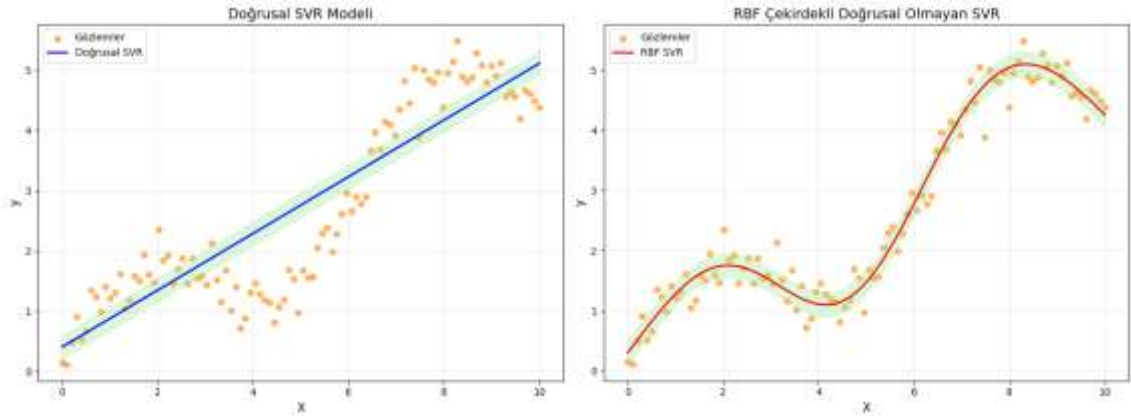 Doğrusal SVR Modeli
Gözlemler
Doğrusal SVR
y
5
4
3
2
1
0
0 2 4 6 8 10
X
RBF Çekirdekli Doğrusal Olmayan SVR
Gözlemler
RBF SVR
y
5
4
3
2
1
0
0 2 4 6 8 10
X